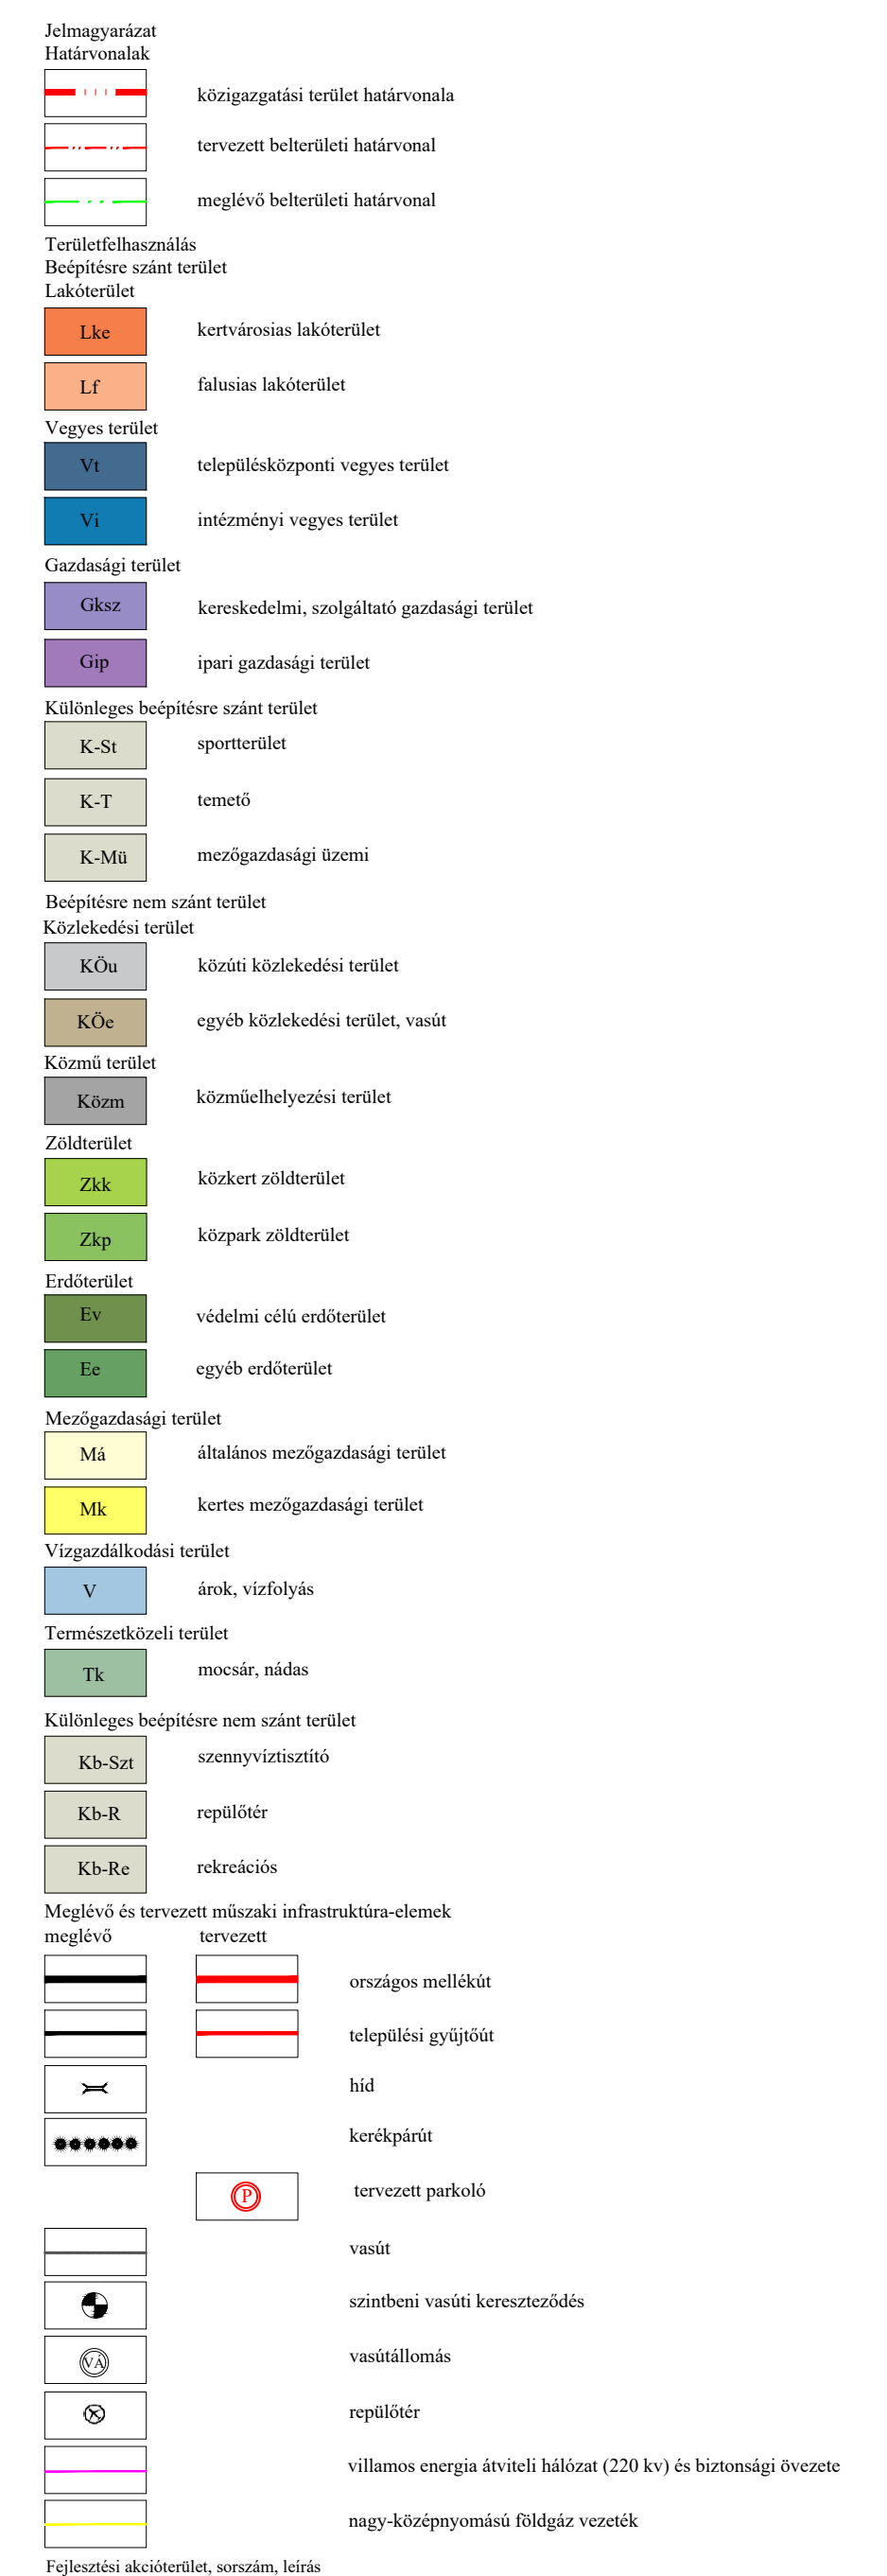 Jelmagyarázat
Határvonalak
közigazgatási terület határvonala
tervezett belterületi határvonal
meglévő belterületi határvonal
Területfelhasználás
Beépítésre szánt terület
Lakóterület
Lke kertvárosias lakóterület
Lf falusias lakóterület
Vegyes terület
Vt településközponti vegyes terület
Vi intézményi vegyes terület
Gazdasági terület
Gksz kereskedelmi, szolgáltató gazdasági terület
Gip ipari gazdasági terület
Különleges beépítésre szánt terület
K-St sportterület
K-T temető
K-Mü mezőgazdasági üzemi
Beépítésre nem szánt terület
Közlekedési terület
KÖu közúti közlekedési terület
KÖe egyéb közlekedési terület, vasút
Közmű terület
Közm közműelhelyezési terület
Zöldterület
Zkk közkert zöldterület
Zkp közpark zöldterület
Erdőterület
Ev védelmi célú erdőterület
Ee egyéb erdőterület
Mezőgazdasági terület
Má általános mezőgazdasági terület
Mk kertes mezőgazdasági terület
Vízgazdálkodási terület
V árok, vízfolyás
Természetközeli terület
Tk mocsár, nádas
Különleges beépítésre nem szánt terület
Kb-Szt szennyvíztisztító
Kb-R repülőtér
Kb-Re rekreációs
Meglévő és tervezett műszaki infrastruktúra-elemek
meglévő tervezett
országos mellékút
települési gyűjtőút
híd
kerékpárút
P tervezett parkoló
vasút
szintbeni vasúti kereszteződés
VÁ vasútállomás
repülőtér
villamos energia átviteli hálózat (220 kv) és biztonsági övezete
nagy-középnyomású földgáz vezeték
Fejlesztési akcióterület, sorszám, leírás